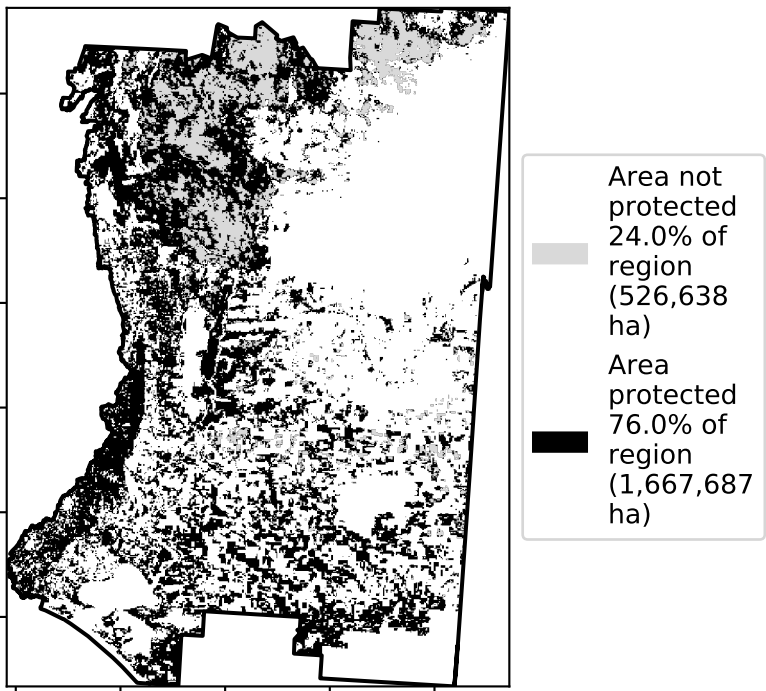 Area not
protected
24.0% of
region
(526,638
ha)
Area
protected
76.0% of
region
(1,667,687
ha)